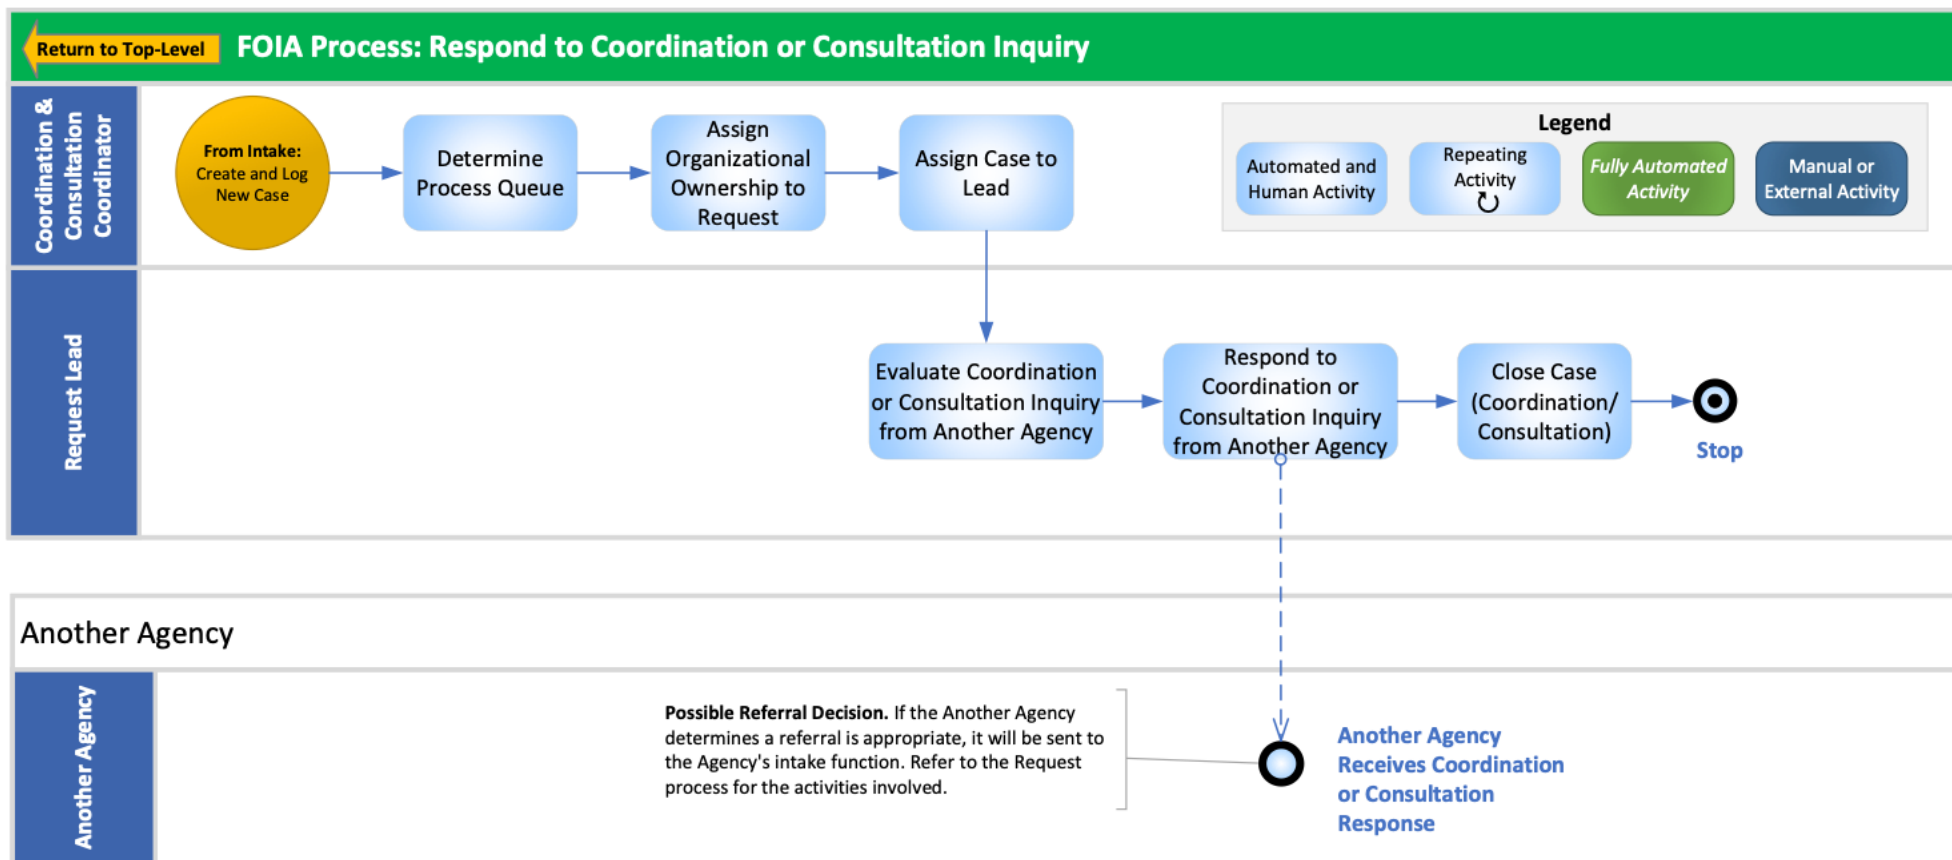 Return to Top-Level
FOIA Process: Respond to Coordination or Consultation Inquiry
Coordination &
Consultation
Coordinator
From Intake:
Create and Log
New Case
Determine
Process Queue
Assign
Organizational
Ownership to
Request
Assign Case to
Lead
Legend
Automated and
Human Activity
Repeating
Activity
Fully Automated
Activity
Manual or
External Activity
Request Lead
Evaluate Coordination
or Consultation Inquiry
from Another Agency
Respond to
Coordination or
Consultation Inquiry
from Another Agency
Close Case
(Coordination/
Consultation)
Stop
Another Agency
Another Agency
Possible Referral Decision. If the Another Agency
determines a referral is appropriate, it will be sent to
the Agency's intake function. Refer to the Request
process for the activities involved.
Another Agency
Receives Coordination
or Consultation
Response